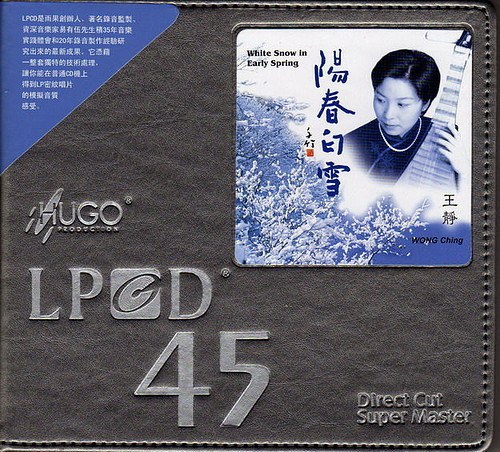 LPCD是雨果創辦人、著名錄音監製、
資深音樂家易有伍先生積35年音樂
實踐體會和20年錄音製作經驗研
究出來的最新成果。它憑藉
一整套獨特的技術處理,
讓你能在普通CD機上
得到LP密紋唱片
的模擬音質
感受。
White Snow in
Early Spring
陽春白雪
王靜
WONG Ching
HUGO®
PRODUCTION
LPCD®
45
Direct Cut
Super Master